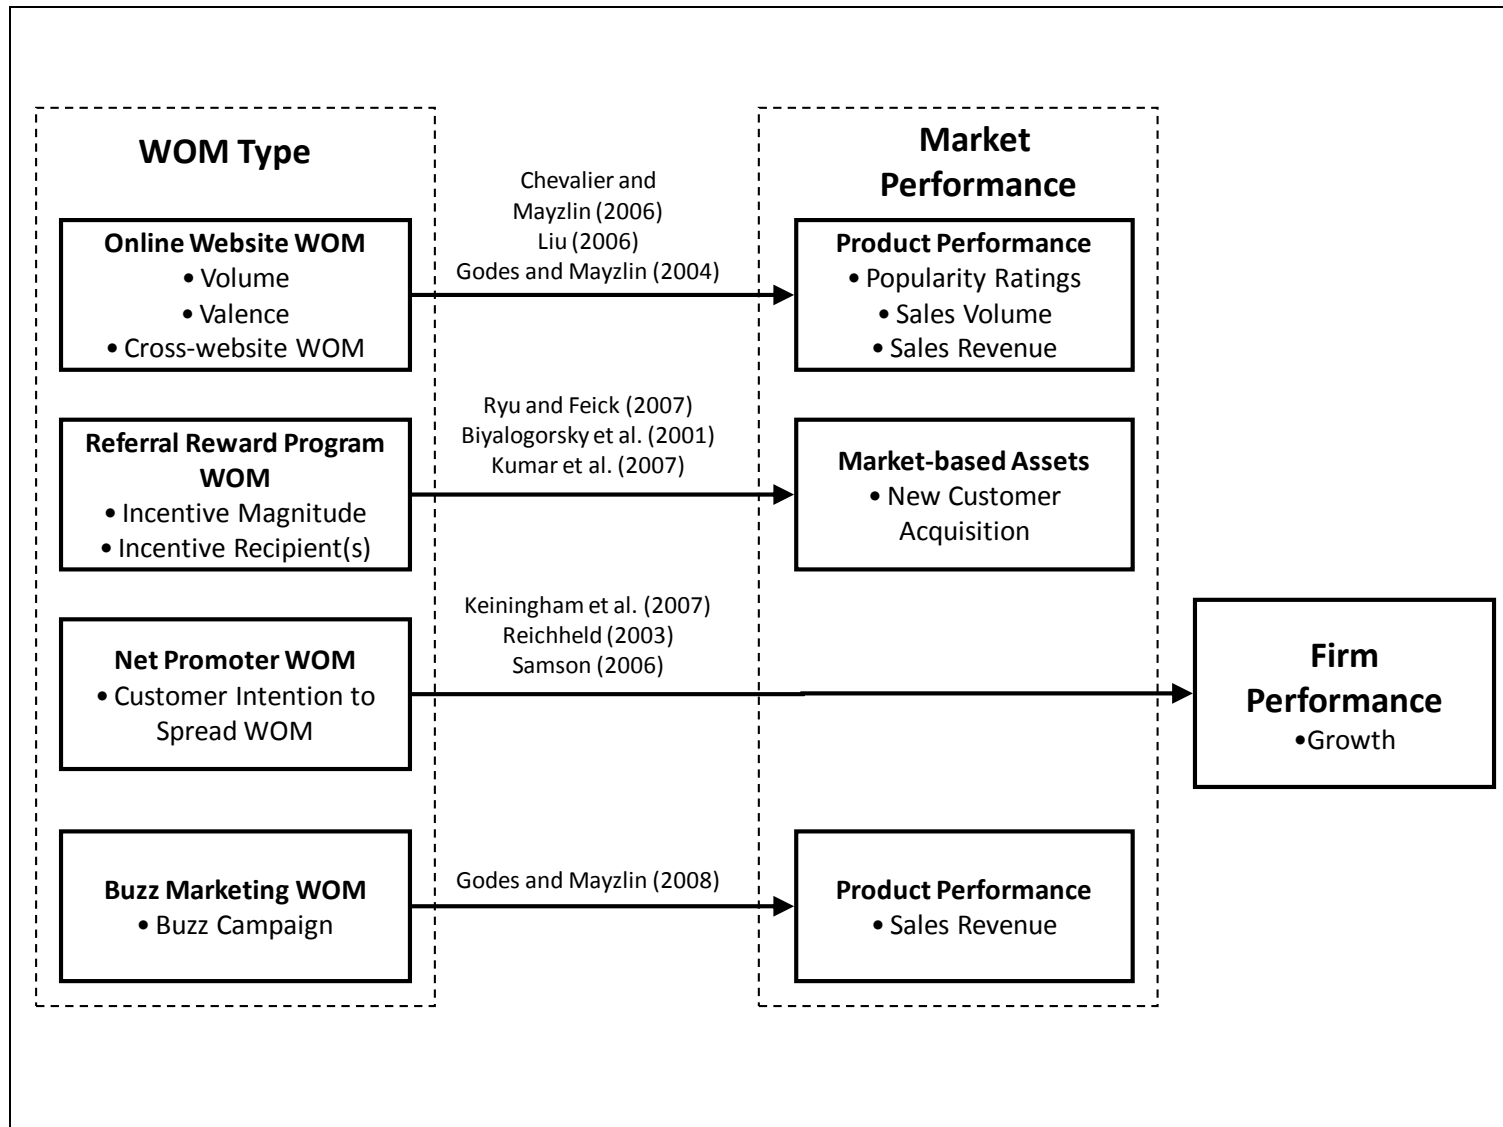 WOM Type
Online Website WOM
• Volume
• Valence
• Cross-website WOM
Referral Reward Program
WOM
• Incentive Magnitude
• Incentive Recipient(s)
Net Promoter WOM
• Customer Intention to
Spread WOM
Buzz Marketing WOM
• Buzz Campaign
Chevalier and
Mayzlin (2006)
Liu (2006)
Godes and Mayzlin (2004)
Ryu and Feick (2007)
Biyalogorsky et al. (2001)
Kumar et al. (2007)
Keiningham et al. (2007)
Reichheld (2003)
Samson (2006)
Godes and Mayzlin (2008)
Market
Performance
Product Performance
• Popularity Ratings
• Sales Volume
• Sales Revenue
Market-based Assets
• New Customer
Acquisition
Product Performance
• Sales Revenue
Firm
Performance
•Growth